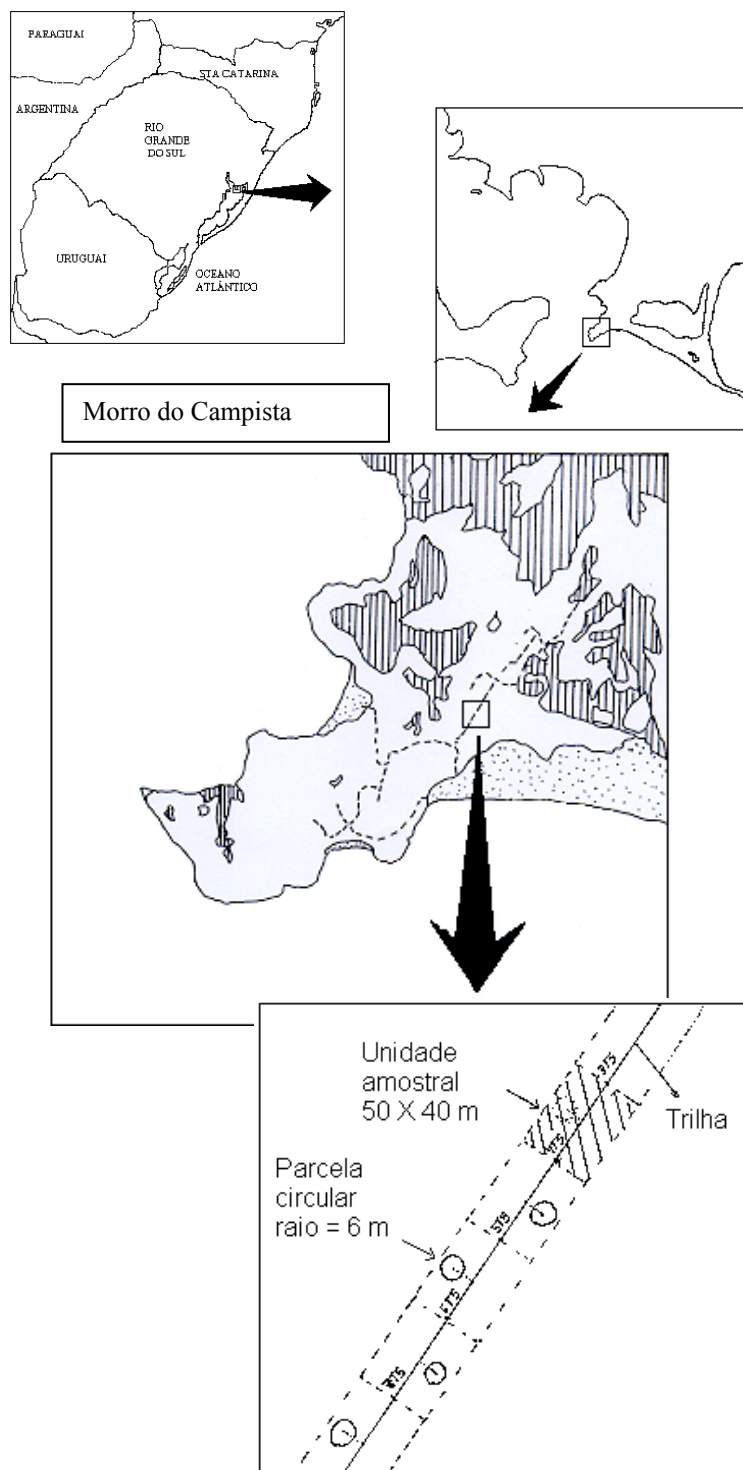 PARAGUAI
STA CATARINA
ARGENTINA
RIO
GRANDE
DO SUL
URUGUAI
OCEANO
ATLÂNTICO
Morro do Campista
Unidade
amostral
50 X 40 m
Trilha
Parcela
circular
raio = 6 m